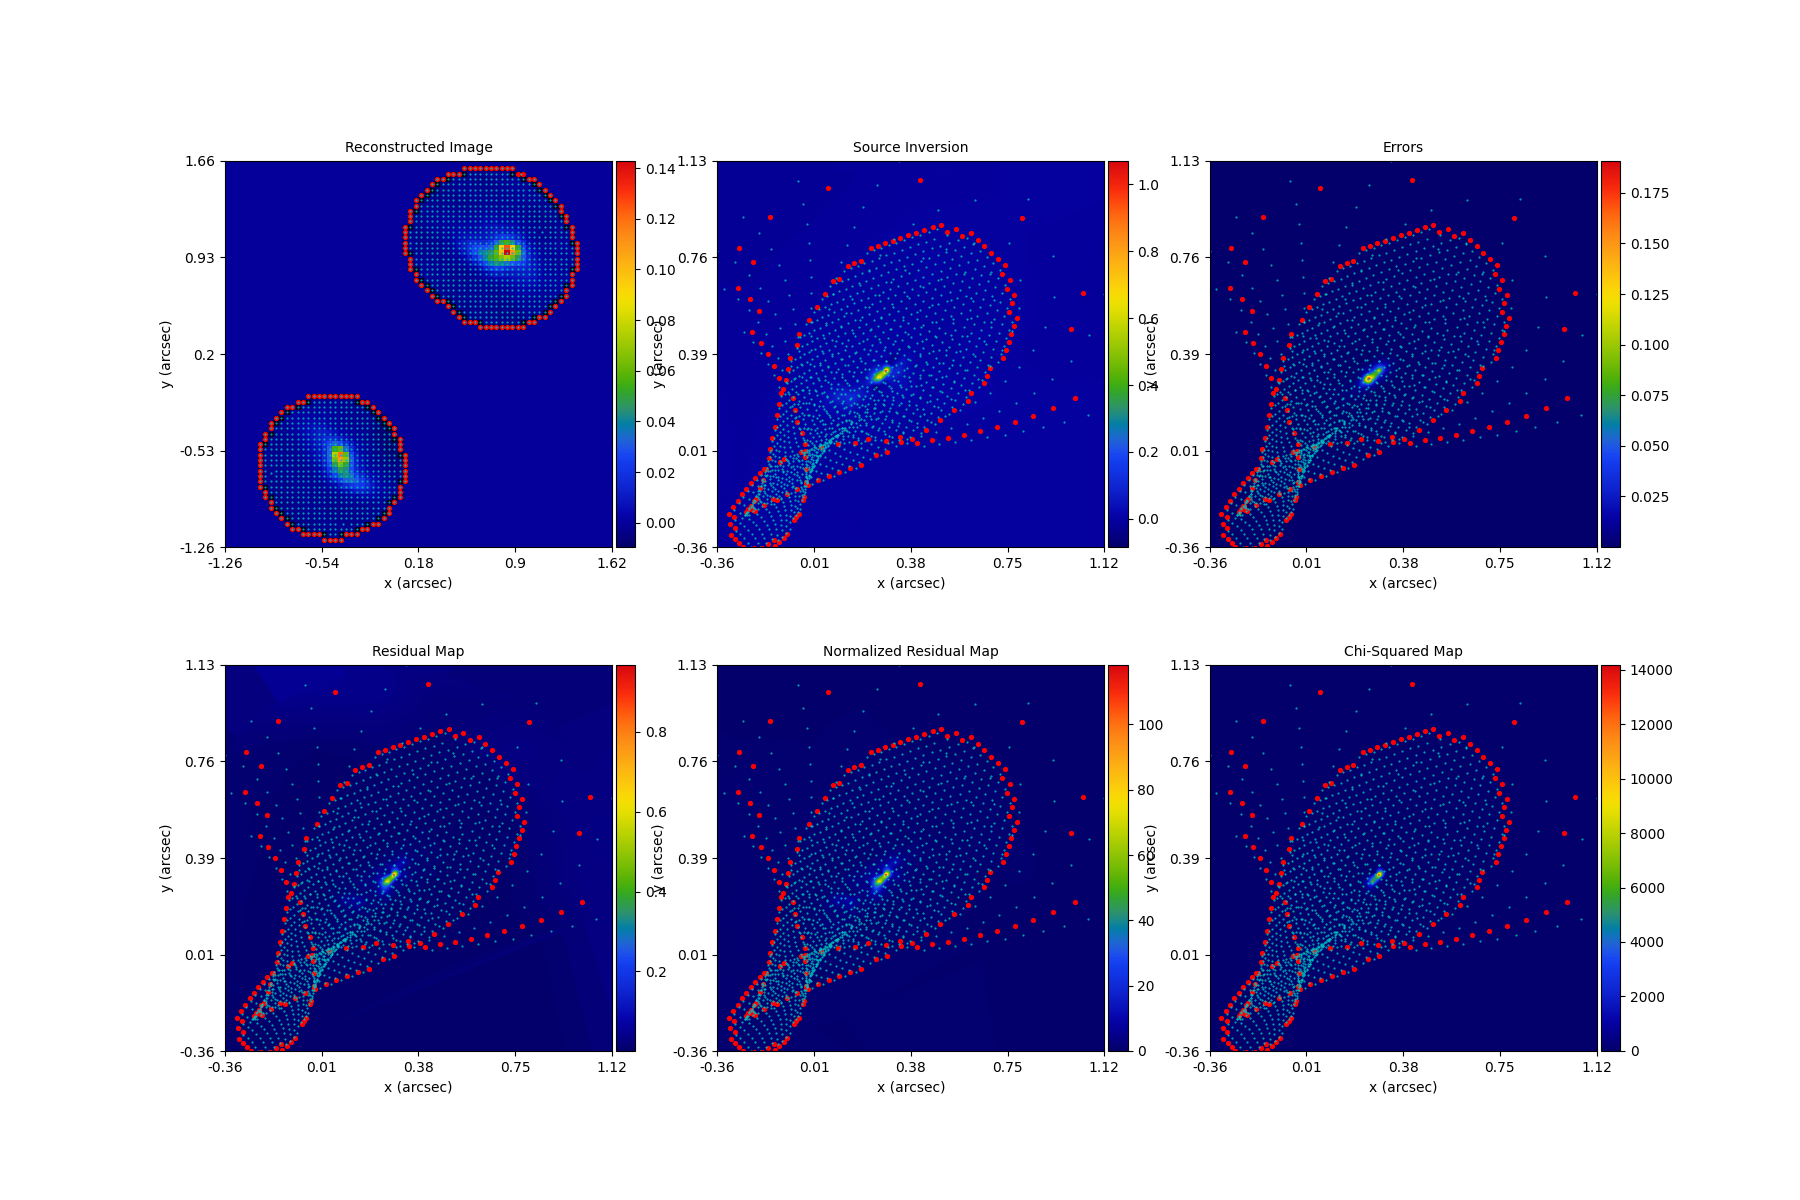 Reconstructed Image
1.66
0.93
0.2
-0.53
-1.26
-1.26 -0.54 0.18 0.9 1.62
x (arcsec)
y (arcsec)
0.14
0.12
0.10
0.08
0.06
0.04
0.02
0.00
Source Inversion
1.13
0.76
0.39
0.01
-0.36
-0.36 0.01 0.38 0.75 1.12
x (arcsec)
y (arcsec)
1.0
0.8
0.6
0.4
0.2
0.0
Errors
1.13
0.76
0.39
0.01
-0.36
-0.36 0.01 0.38 0.75 1.12
x (arcsec)
y (arcsec)
0.175
0.150
0.125
0.100
0.075
0.050
0.025
Residual Map
1.13
0.76
0.39
0.01
-0.36
-0.36 0.01 0.38 0.75 1.12
x (arcsec)
y (arcsec)
0.8
0.6
0.4
0.2
Normalized Residual Map
1.13
0.76
0.39
0.01
-0.36
-0.36 0.01 0.38 0.75 1.12
x (arcsec)
y (arcsec)
100
80
60
40
20
0
Chi-Squared Map
1.13
0.76
0.39
0.01
-0.36
-0.36 0.01 0.38 0.75 1.12
x (arcsec)
y (arcsec)
14000
12000
10000
8000
6000
4000
2000
0